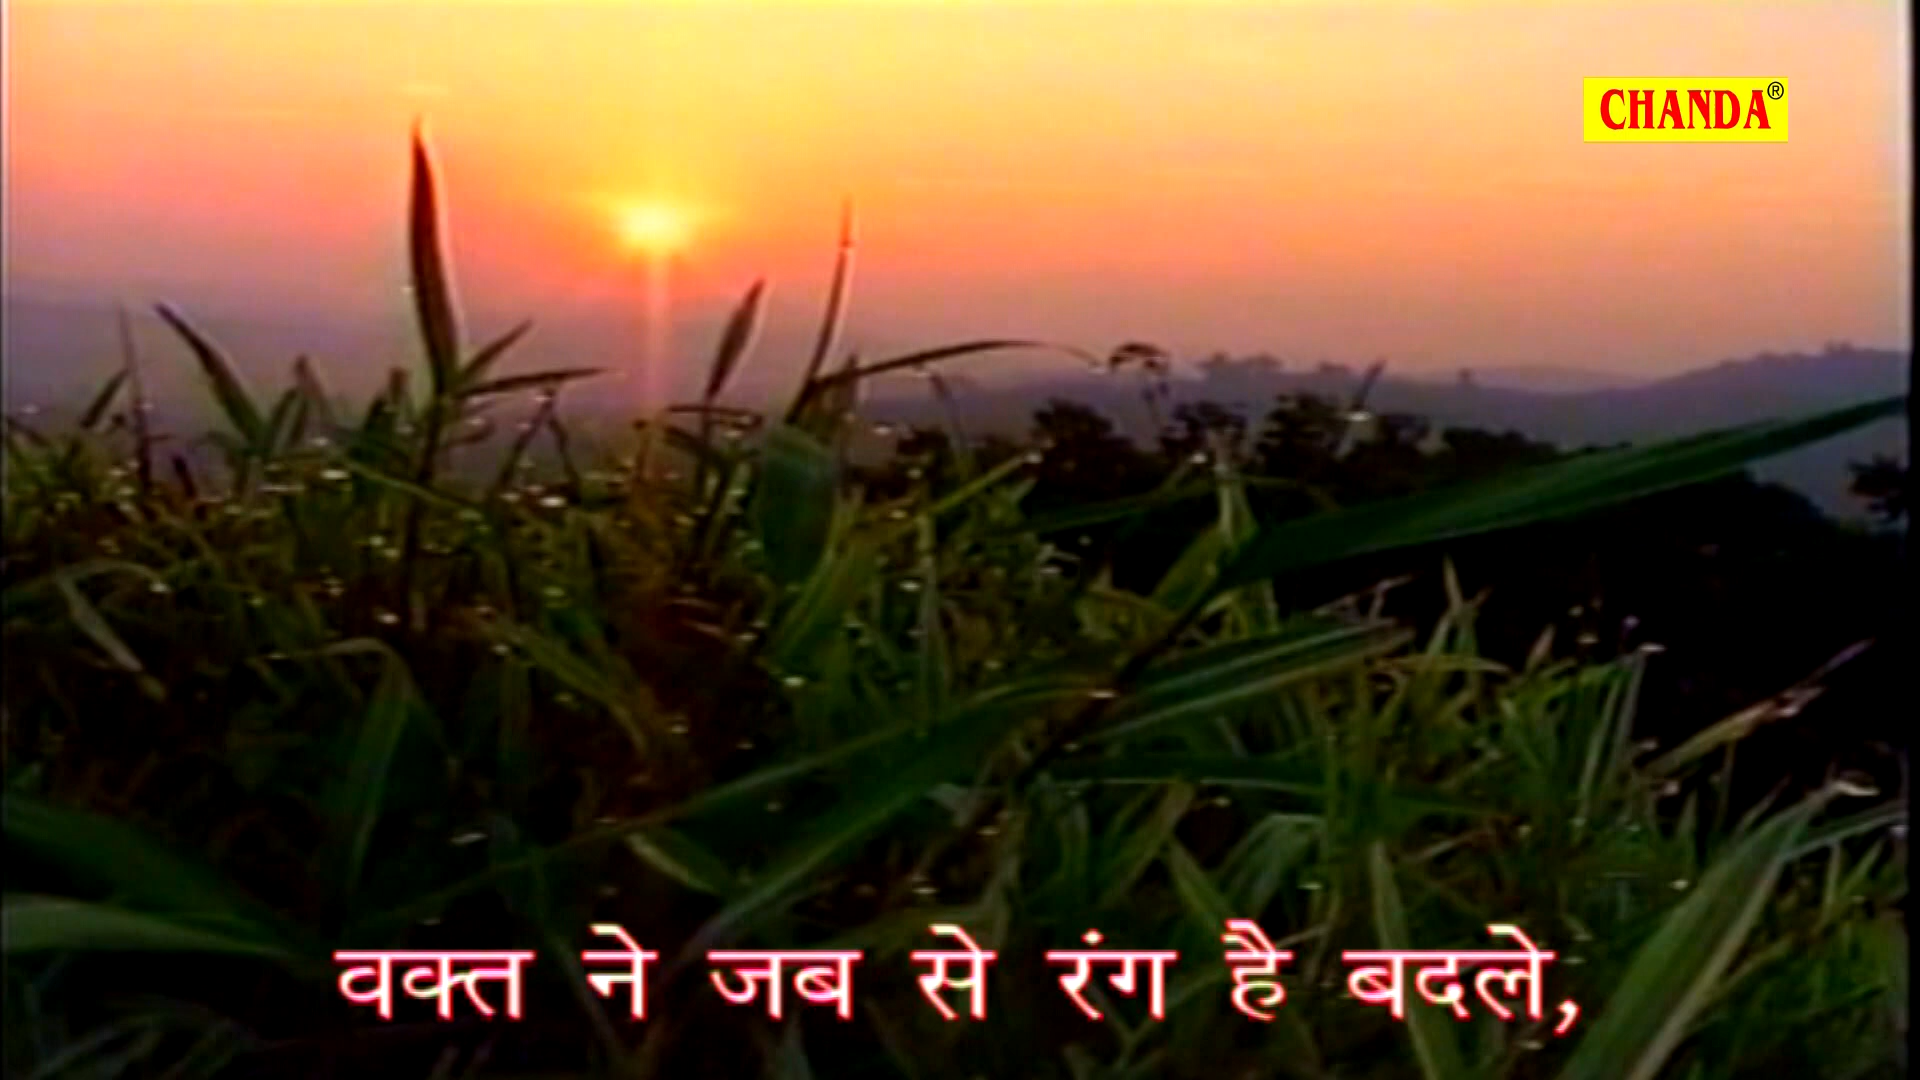 CHANDA®
वक्त ने जब से रंग है बदले,